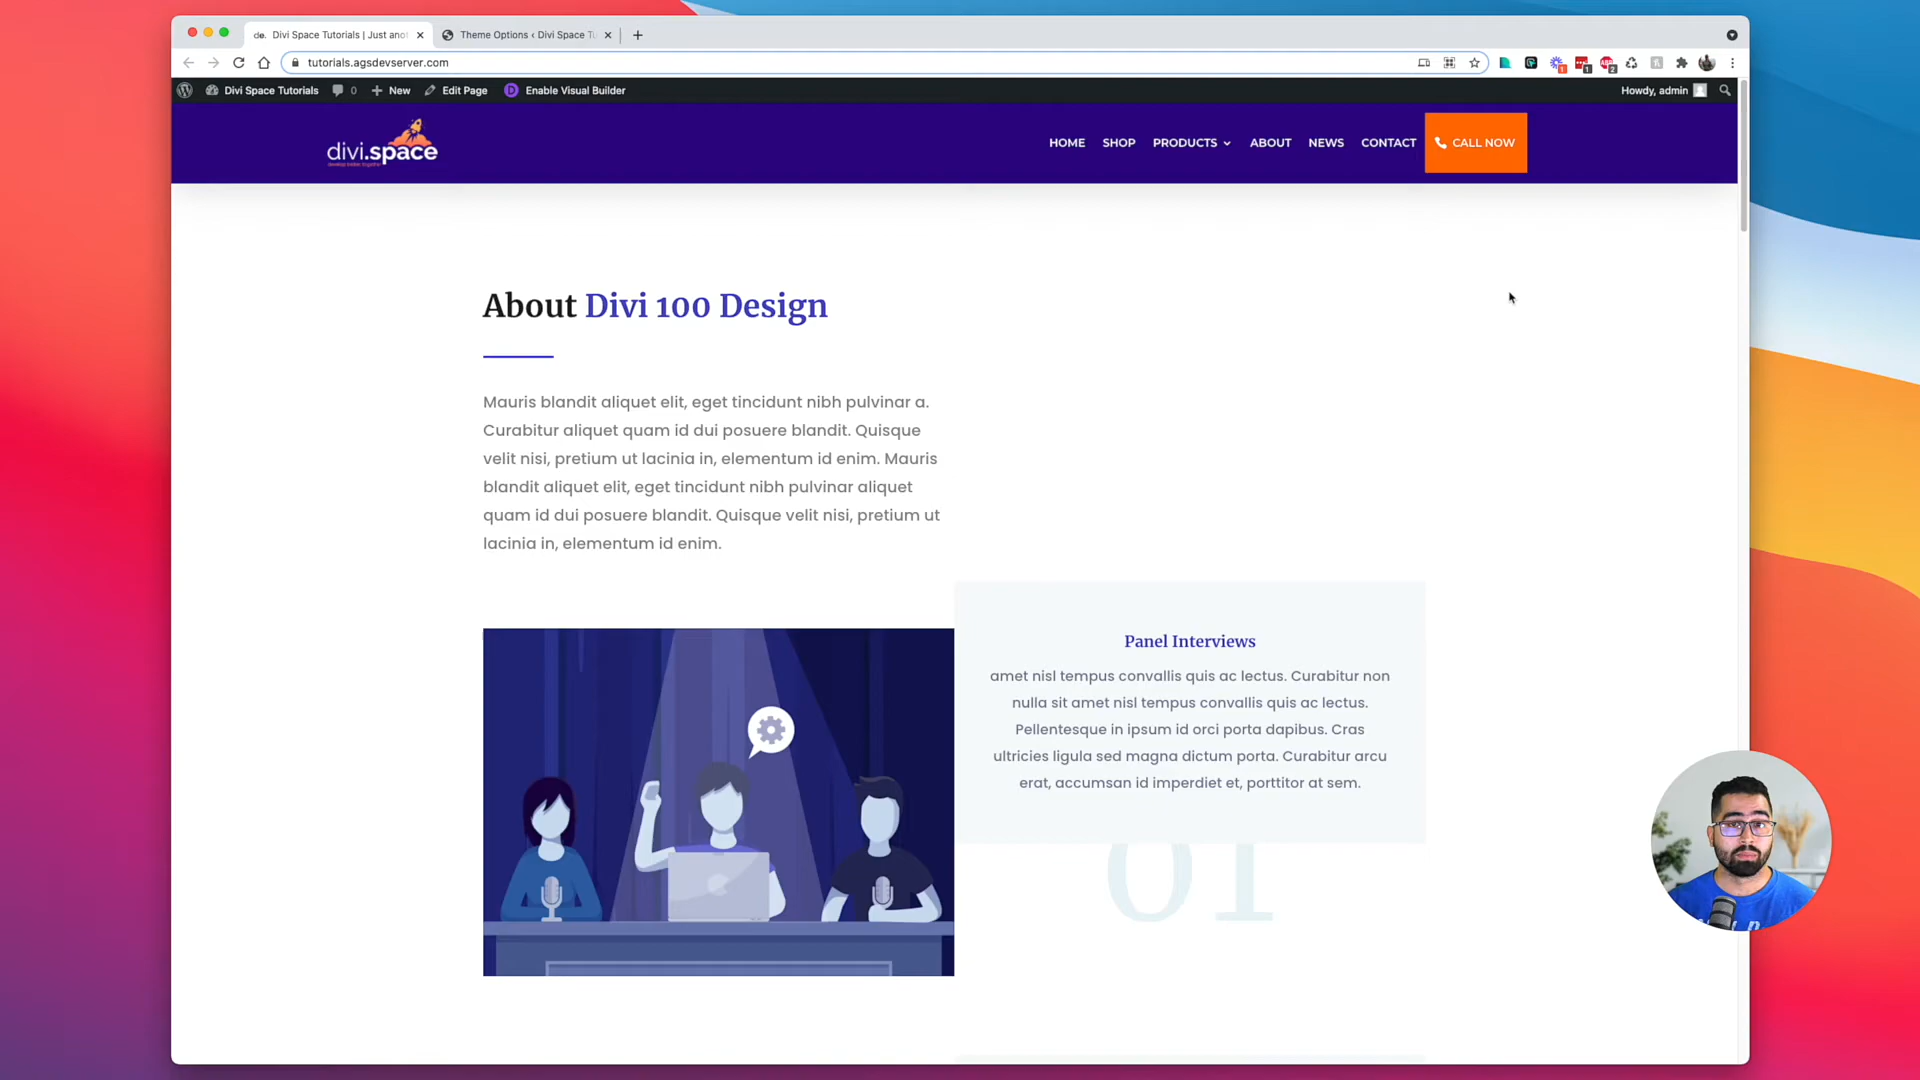 Divi Space Tutorials | Just ano
Theme Options ‹ Divi Space Tu
tutorials.agsdevserver.com
Divi Space Tutorials
0
New
Edit Page
Enable Visual Builder
Howdy, admin
divi.space
HOME
SHOP
PRODUCTS
ABOUT
NEWS
CONTACT
CALL NOW
About Divi 100 Design
Mauris blandit aliquet elit, eget tincidunt nibh pulvinar a.
Curabitur aliquet quam id dui posuere blandit. Quisque
velit nisi, pretium ut lacinia in, elementum id enim. Mauris
blandit aliquet elit, eget tincidunt nibh pulvinar aliquet
quam id dui posuere blandit. Quisque velit nisi, pretium ut
lacinia in, elementum id enim.
Panel Interviews
amet nisl tempus convallis quis ac lectus. Curabitur non
nulla sit amet nisl tempus convallis quis ac lectus.
Pellentesque in ipsum id orci porta dapibus. Cras
ultricies ligula sed magna dictum porta. Curabitur arcu
erat, accumsan id imperdiet et, porttitor at sem.
01